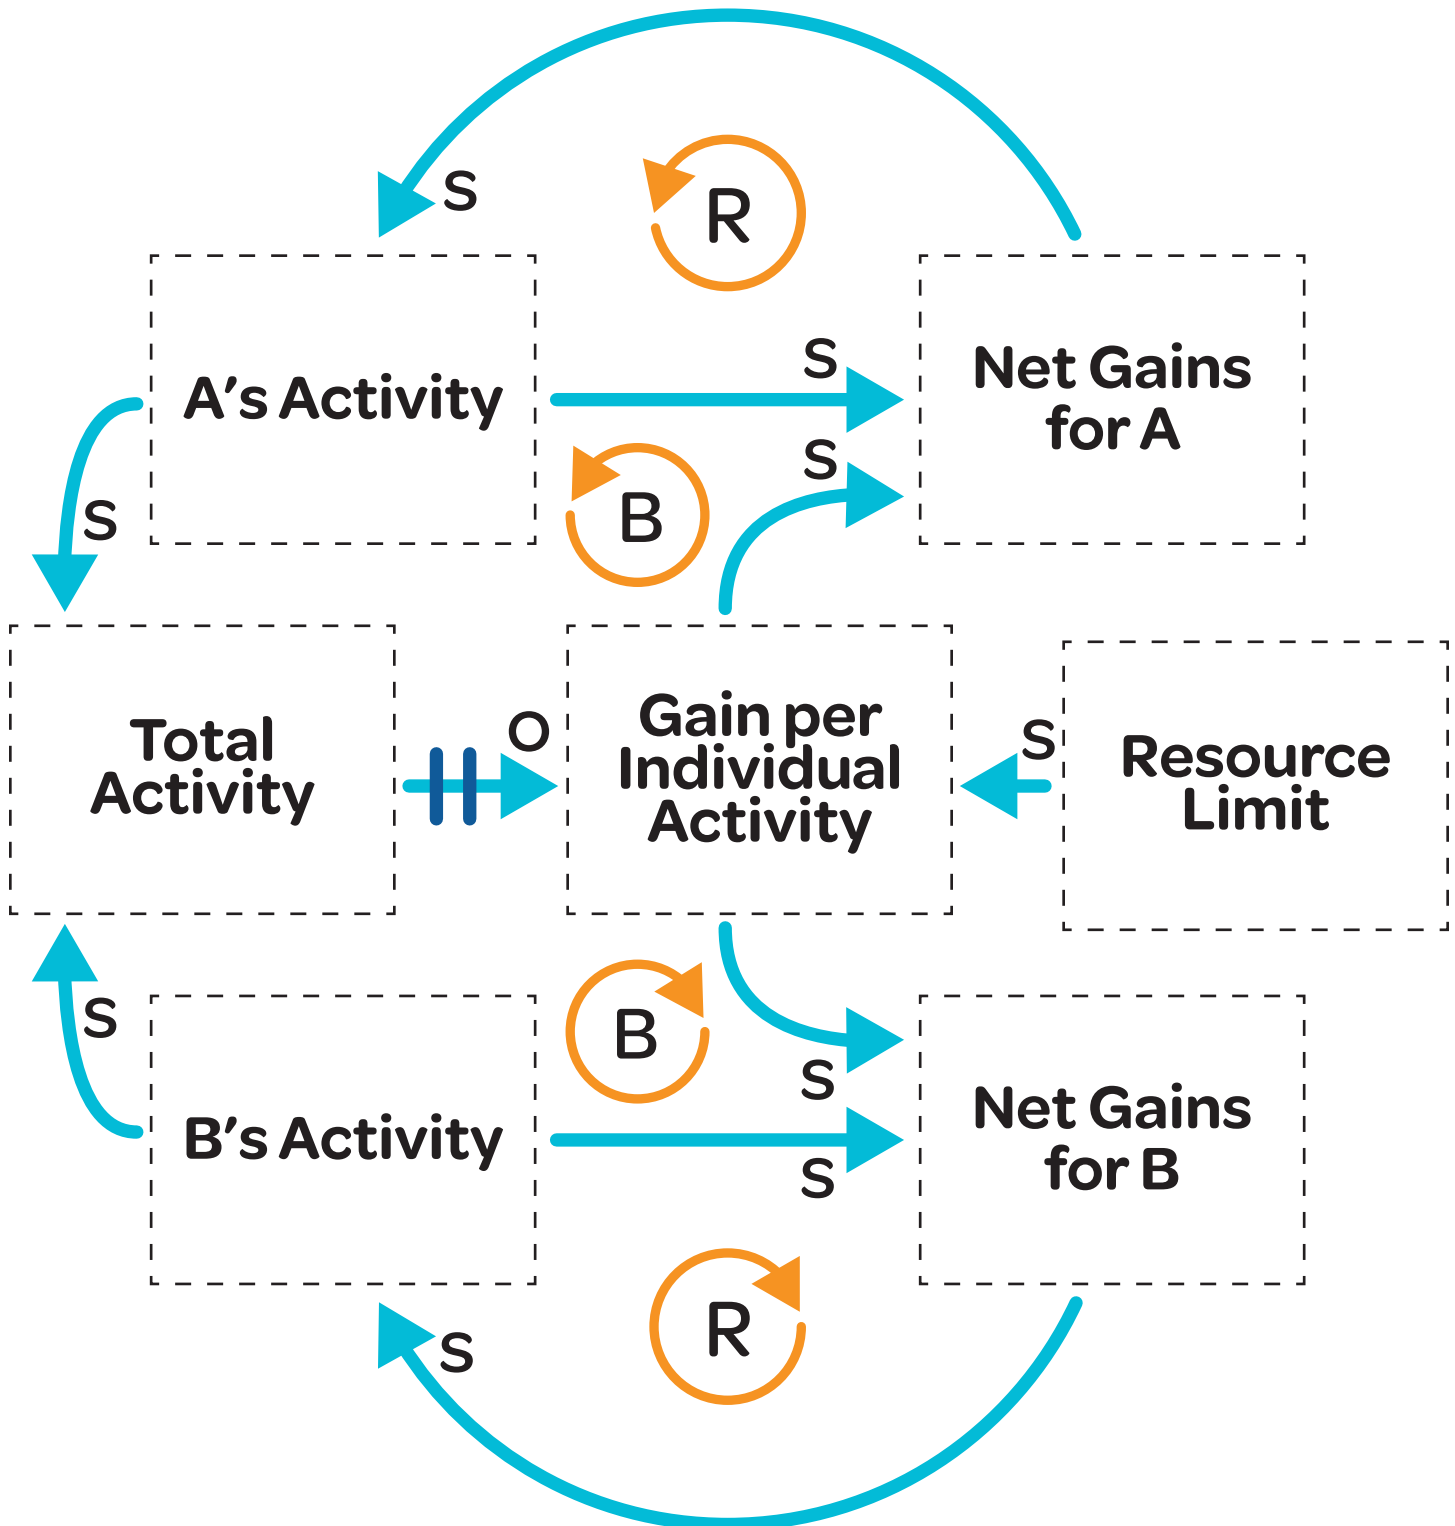 S
R
A's Activity
S
Net Gains
for A
S
B
S
Total
Activity
O
Gain per
Individual
Activity
S
Resource
Limit
S
B's Activity
B
S
S
Net Gains
for B
R
S